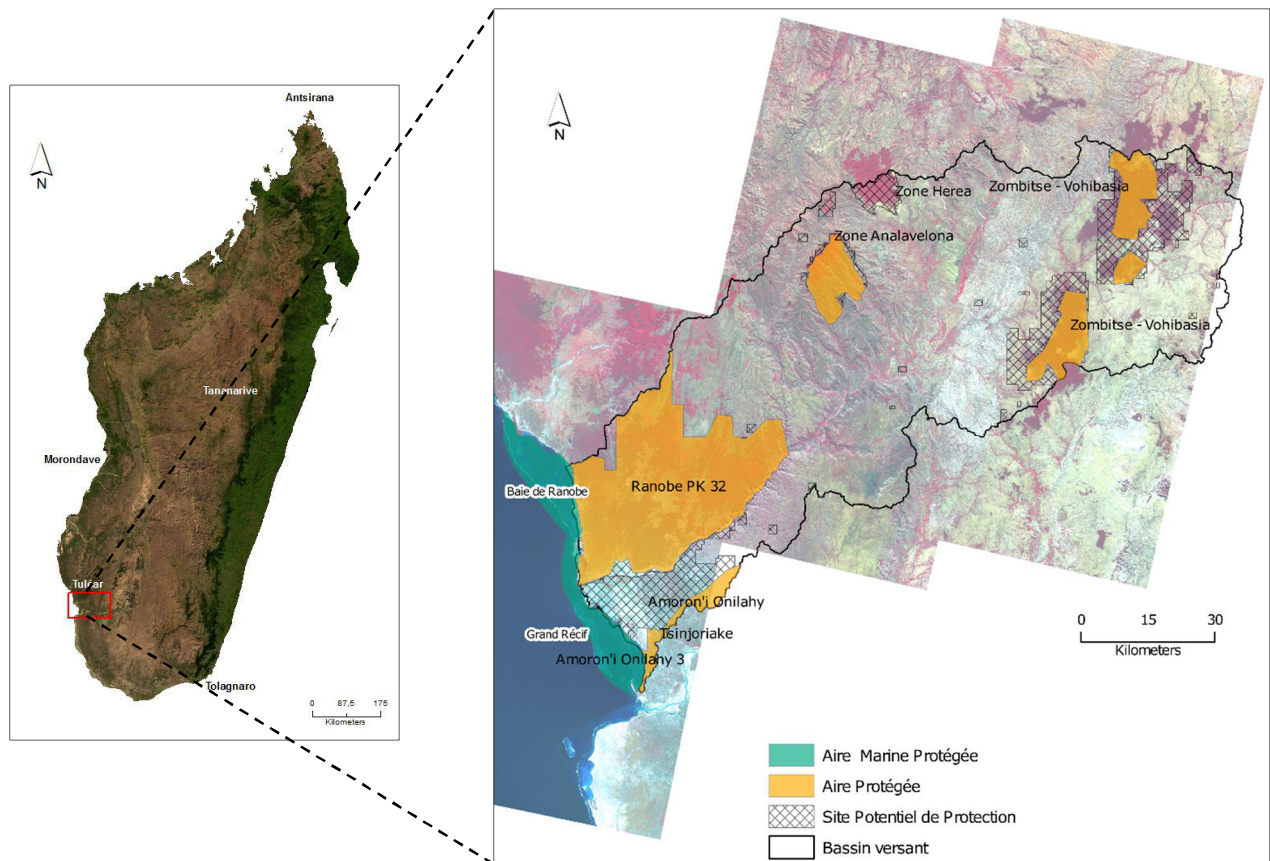 Antsirana
N
Tananarive
Morondave
Tuléar
Tolagnaro
0 87,5 175
Kilometers
N
Zone Herea
Zombitse - Vohibasia
Zone Analavelona
Zombitse - Vohibasia
Ranobe PK 32
Baie de Ranobe
Amoron'i Onilahy
Grand Récif
Tsinjoriake
Amoron'i Onilahy 3
0 15 30
Kilometers
Aire Marine Protégée
Aire Protégée
Site Potentiel de Protection
Bassin versant